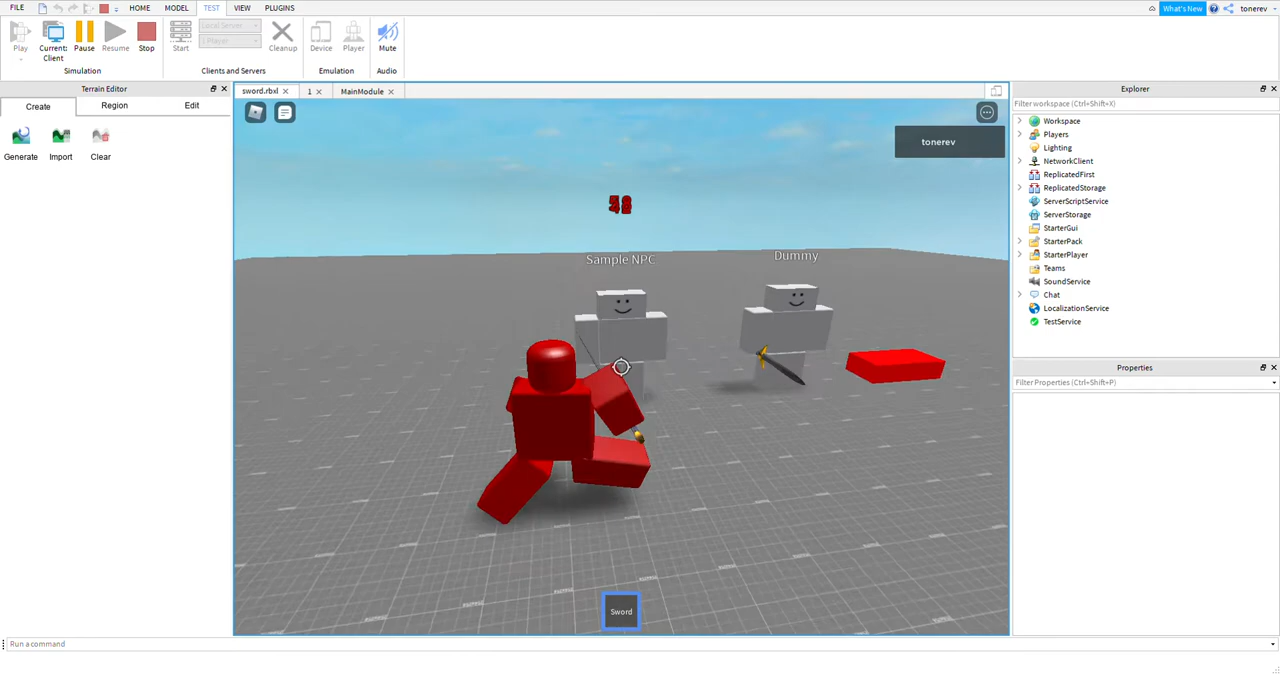 FILE HOME MODEL TEST VIEW PLUGINS What's New tonerev
Play Current: Client Pause Resume Stop Start Local Server 1 Player Cleanup Device Player Mute
Simulation Clients and Servers Emulation Audio
Terrain Editor
Create Region Edit
Generate Import Clear
sword.rbxl 1 MainModule
tonerev
Sample NPC
Dummy
Sword
Explorer
Filter workspace (Ctrl+Shift+X)
Workspace
Players
Lighting
NetworkClient
ReplicatedFirst
ReplicatedStorage
ServerScriptService
ServerStorage
StarterGui
StarterPack
StarterPlayer
Teams
SoundService
Chat
LocalizationService
TestService
Properties
Filter Properties (Ctrl+Shift+P)
Run a command